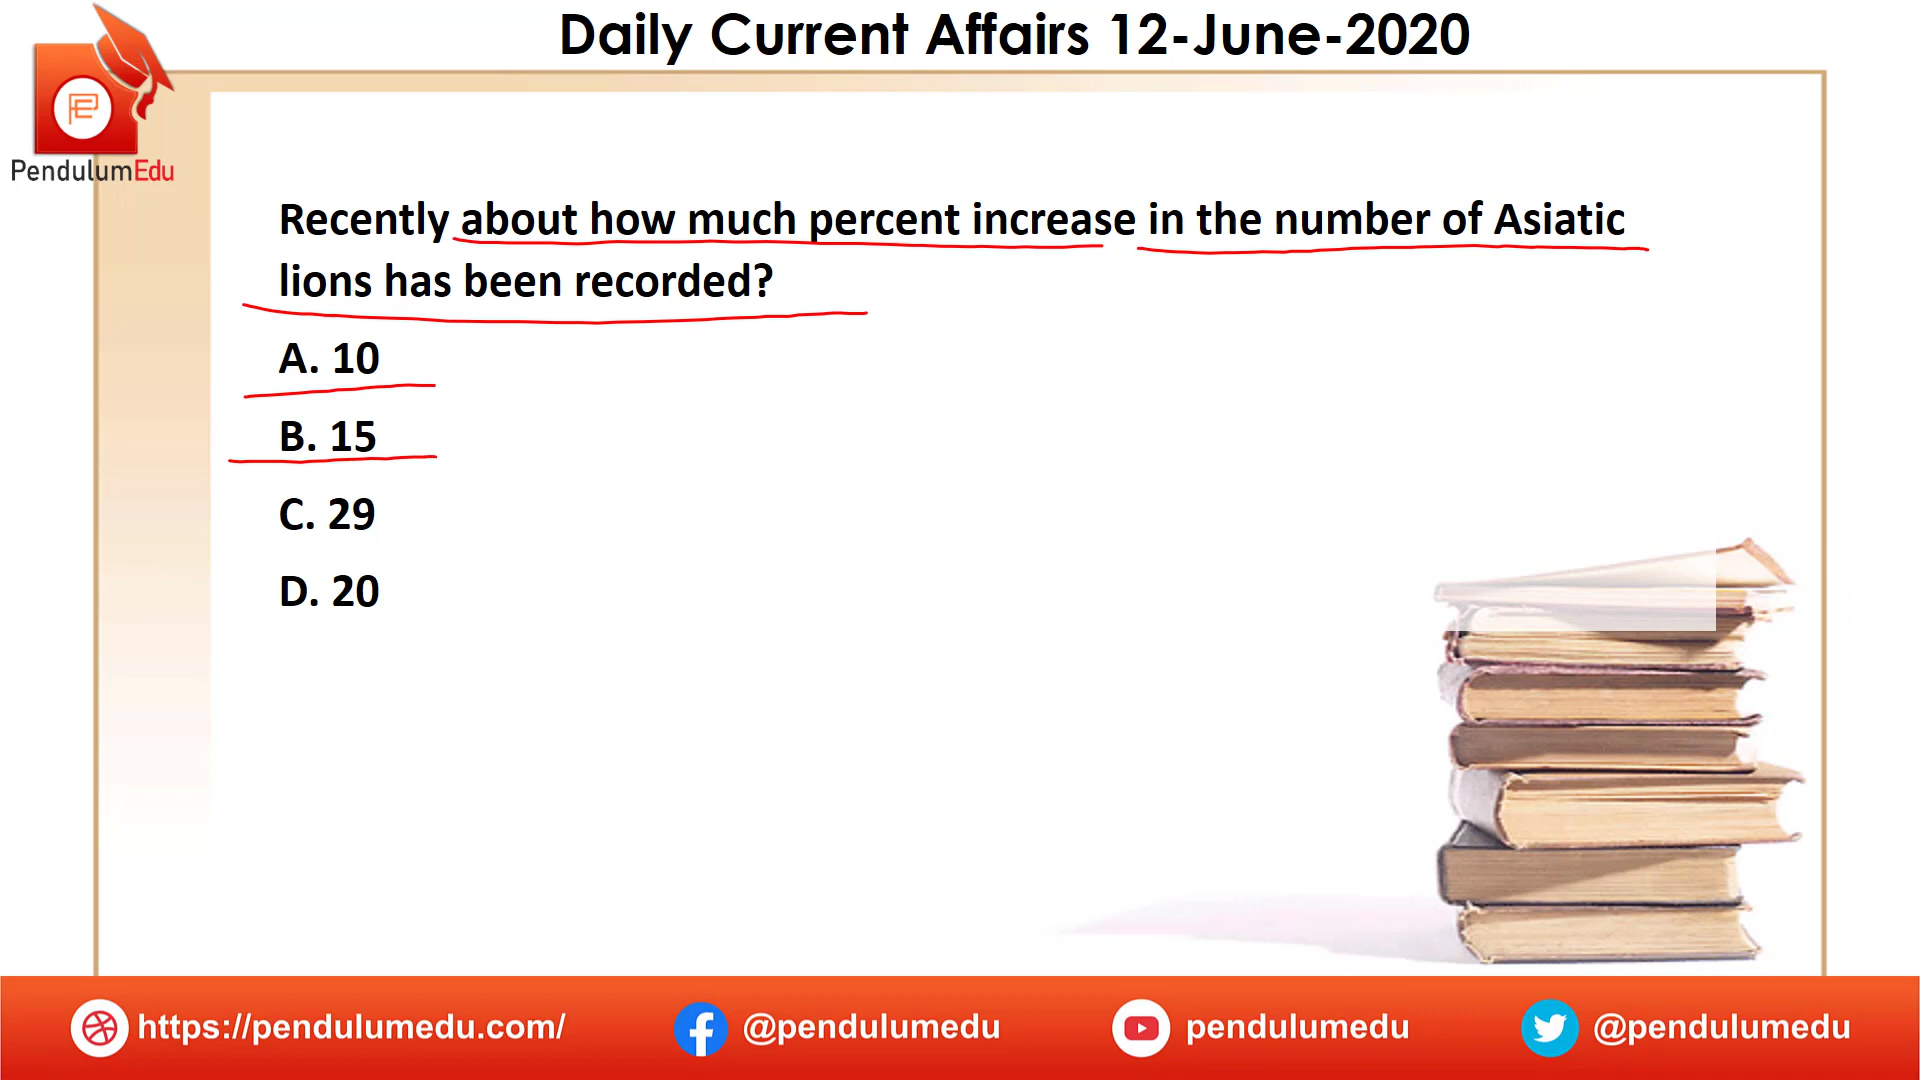 Daily Current Affairs 12-June-2020
PendulumEdu
Recently about how much percent increase in the number of Asiatic
lions has been recorded?
A. 10
B. 15
C. 29
D. 20
https://pendulumedu.com/
@pendulumedu
pendulumedu
@pendulumedu